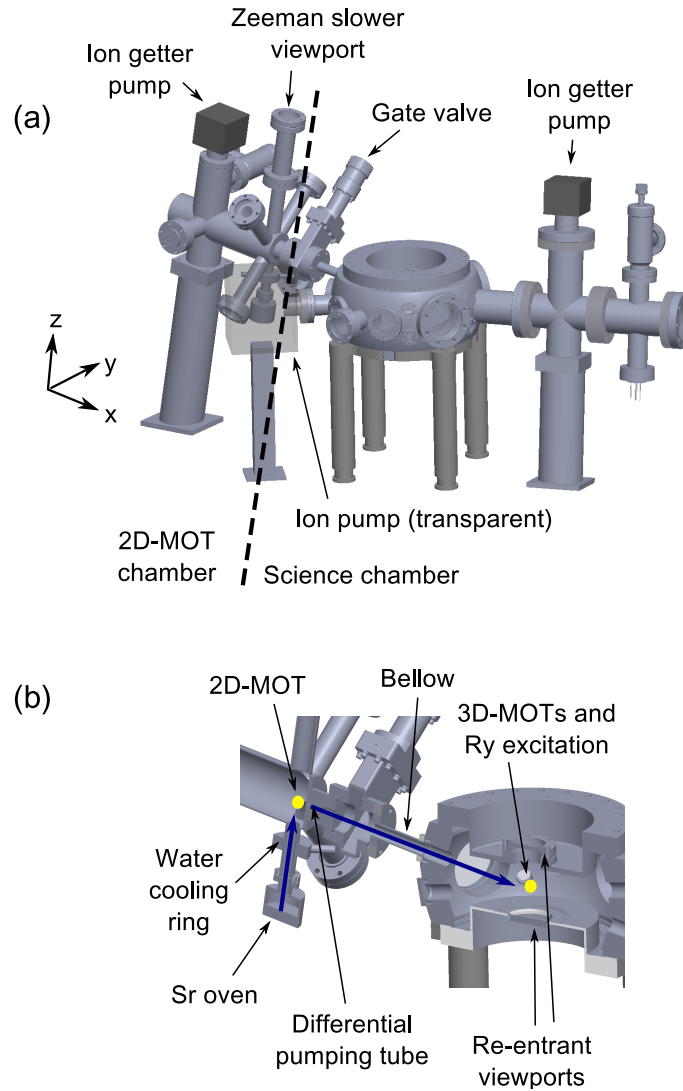 Zeeman slower
viewport
Ion getter
pump
(a)
Gate valve
Ion getter
pump
z
y
x
Ion pump (transparent)
2D-MOT
chamber
Science chamber
(b)
2D-MOT
Bellow
3D-MOTs and
Ry excitation
Water
cooling
ring
Sr oven
Differential
pumping tube
Re-entrant
viewports